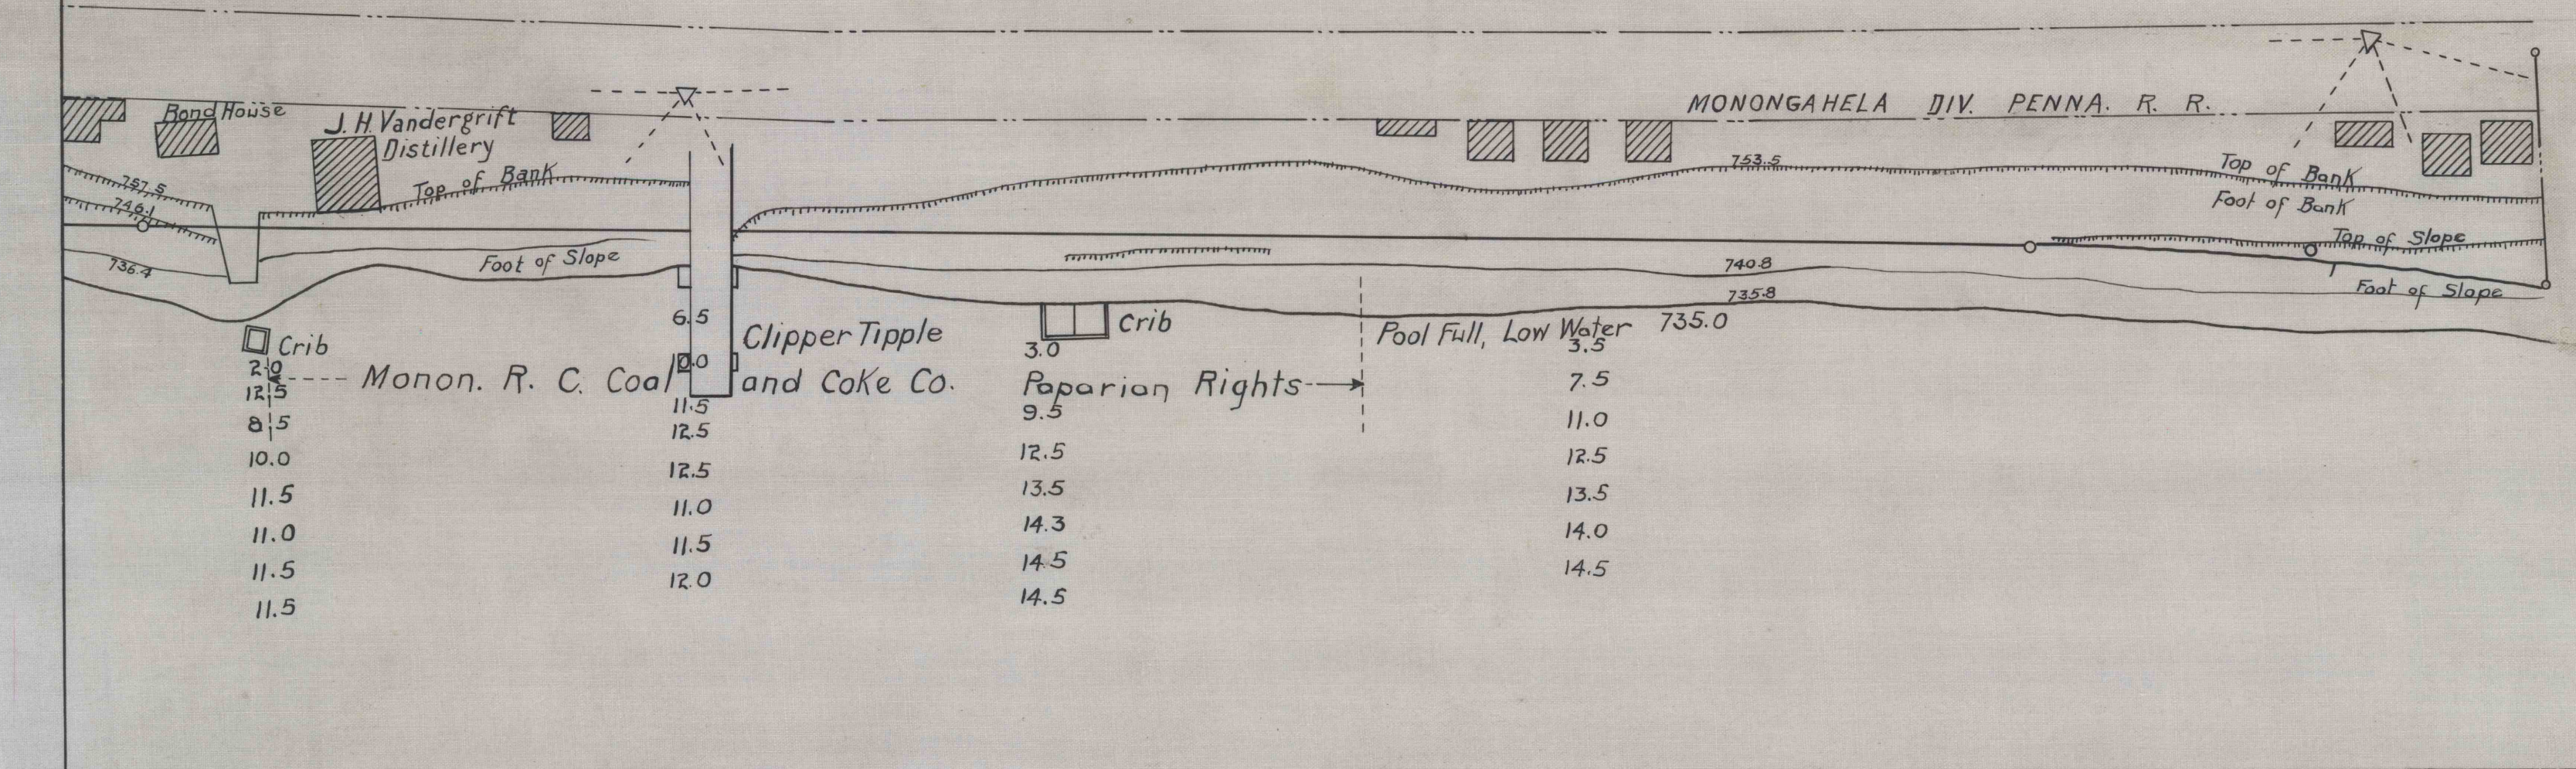 MONONGAHELA DIV. PENNA. R. R.
Bond House
J. H. Vandergrift
Distillery
Top of Bank
757.5
746.1
736.4
Foot of Slope
753.5
Top of Bank
Foot of Bank
Top of Slope
Foot of Slope
740.8
735.8
Crib
Clipper Tipple
Crib
Pool Full, Low Water 735.0
Monon. R. C. Coal and Coke Co. Paparian Rights
2.0
12.5
8.5
10.0
11.5
11.0
11.5
11.5
6.5
0.0
11.5
12.5
12.5
11.0
11.5
12.0
3.0
9.5
12.5
13.5
14.3
14.5
14.5
3.5
7.5
11.0
12.5
13.5
14.0
14.5